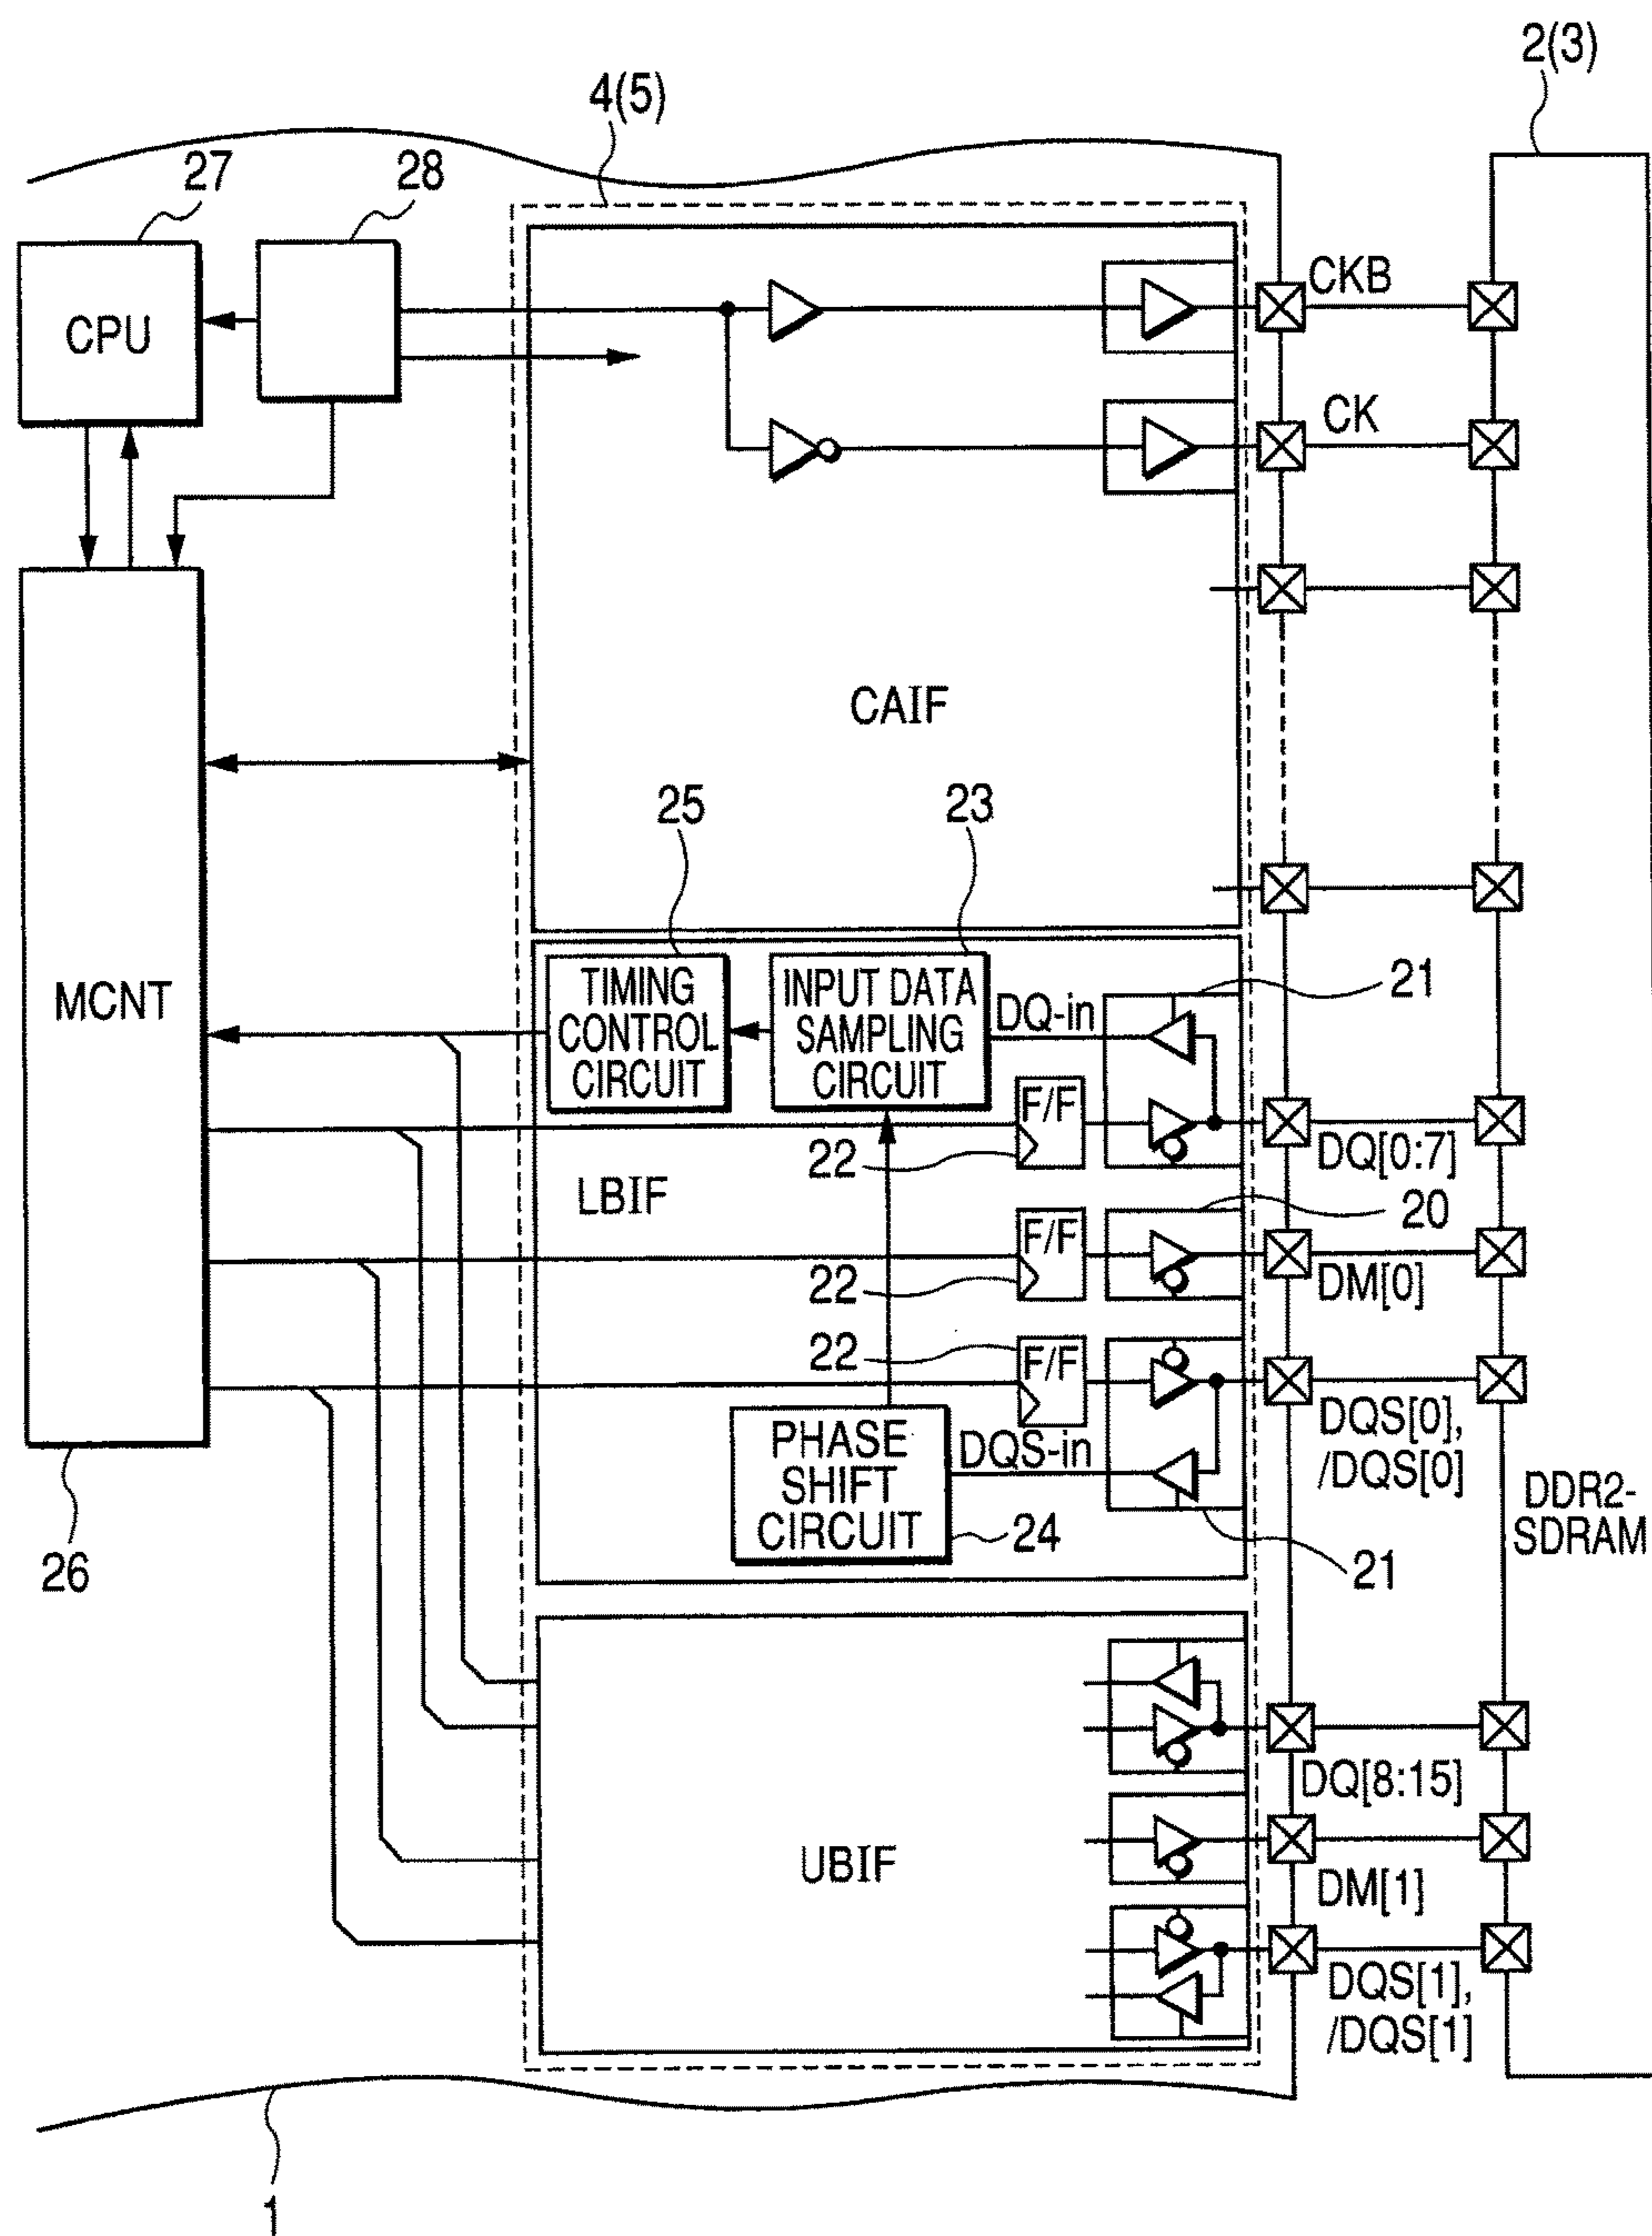 2(3)
4(5)
27
28
CPU
CKB
CK
CAIF
25
23
MCNT
TIMING
CONTROL
CIRCUIT
INPUT DATA
SAMPLING
CIRCUIT
DQ-in
21
F/F
22
DQ[0:7]
LBIF
20
F/F
22
DM[0]
22
F/F
PHASE
SHIFT
CIRCUIT
DQS-in
DQS[0],
/DQS[0]
24
21
DDR2-
SDRAM
26
DQ[8:15]
UBIF
DM[1]
DQS[1],
/DQS[1]
1